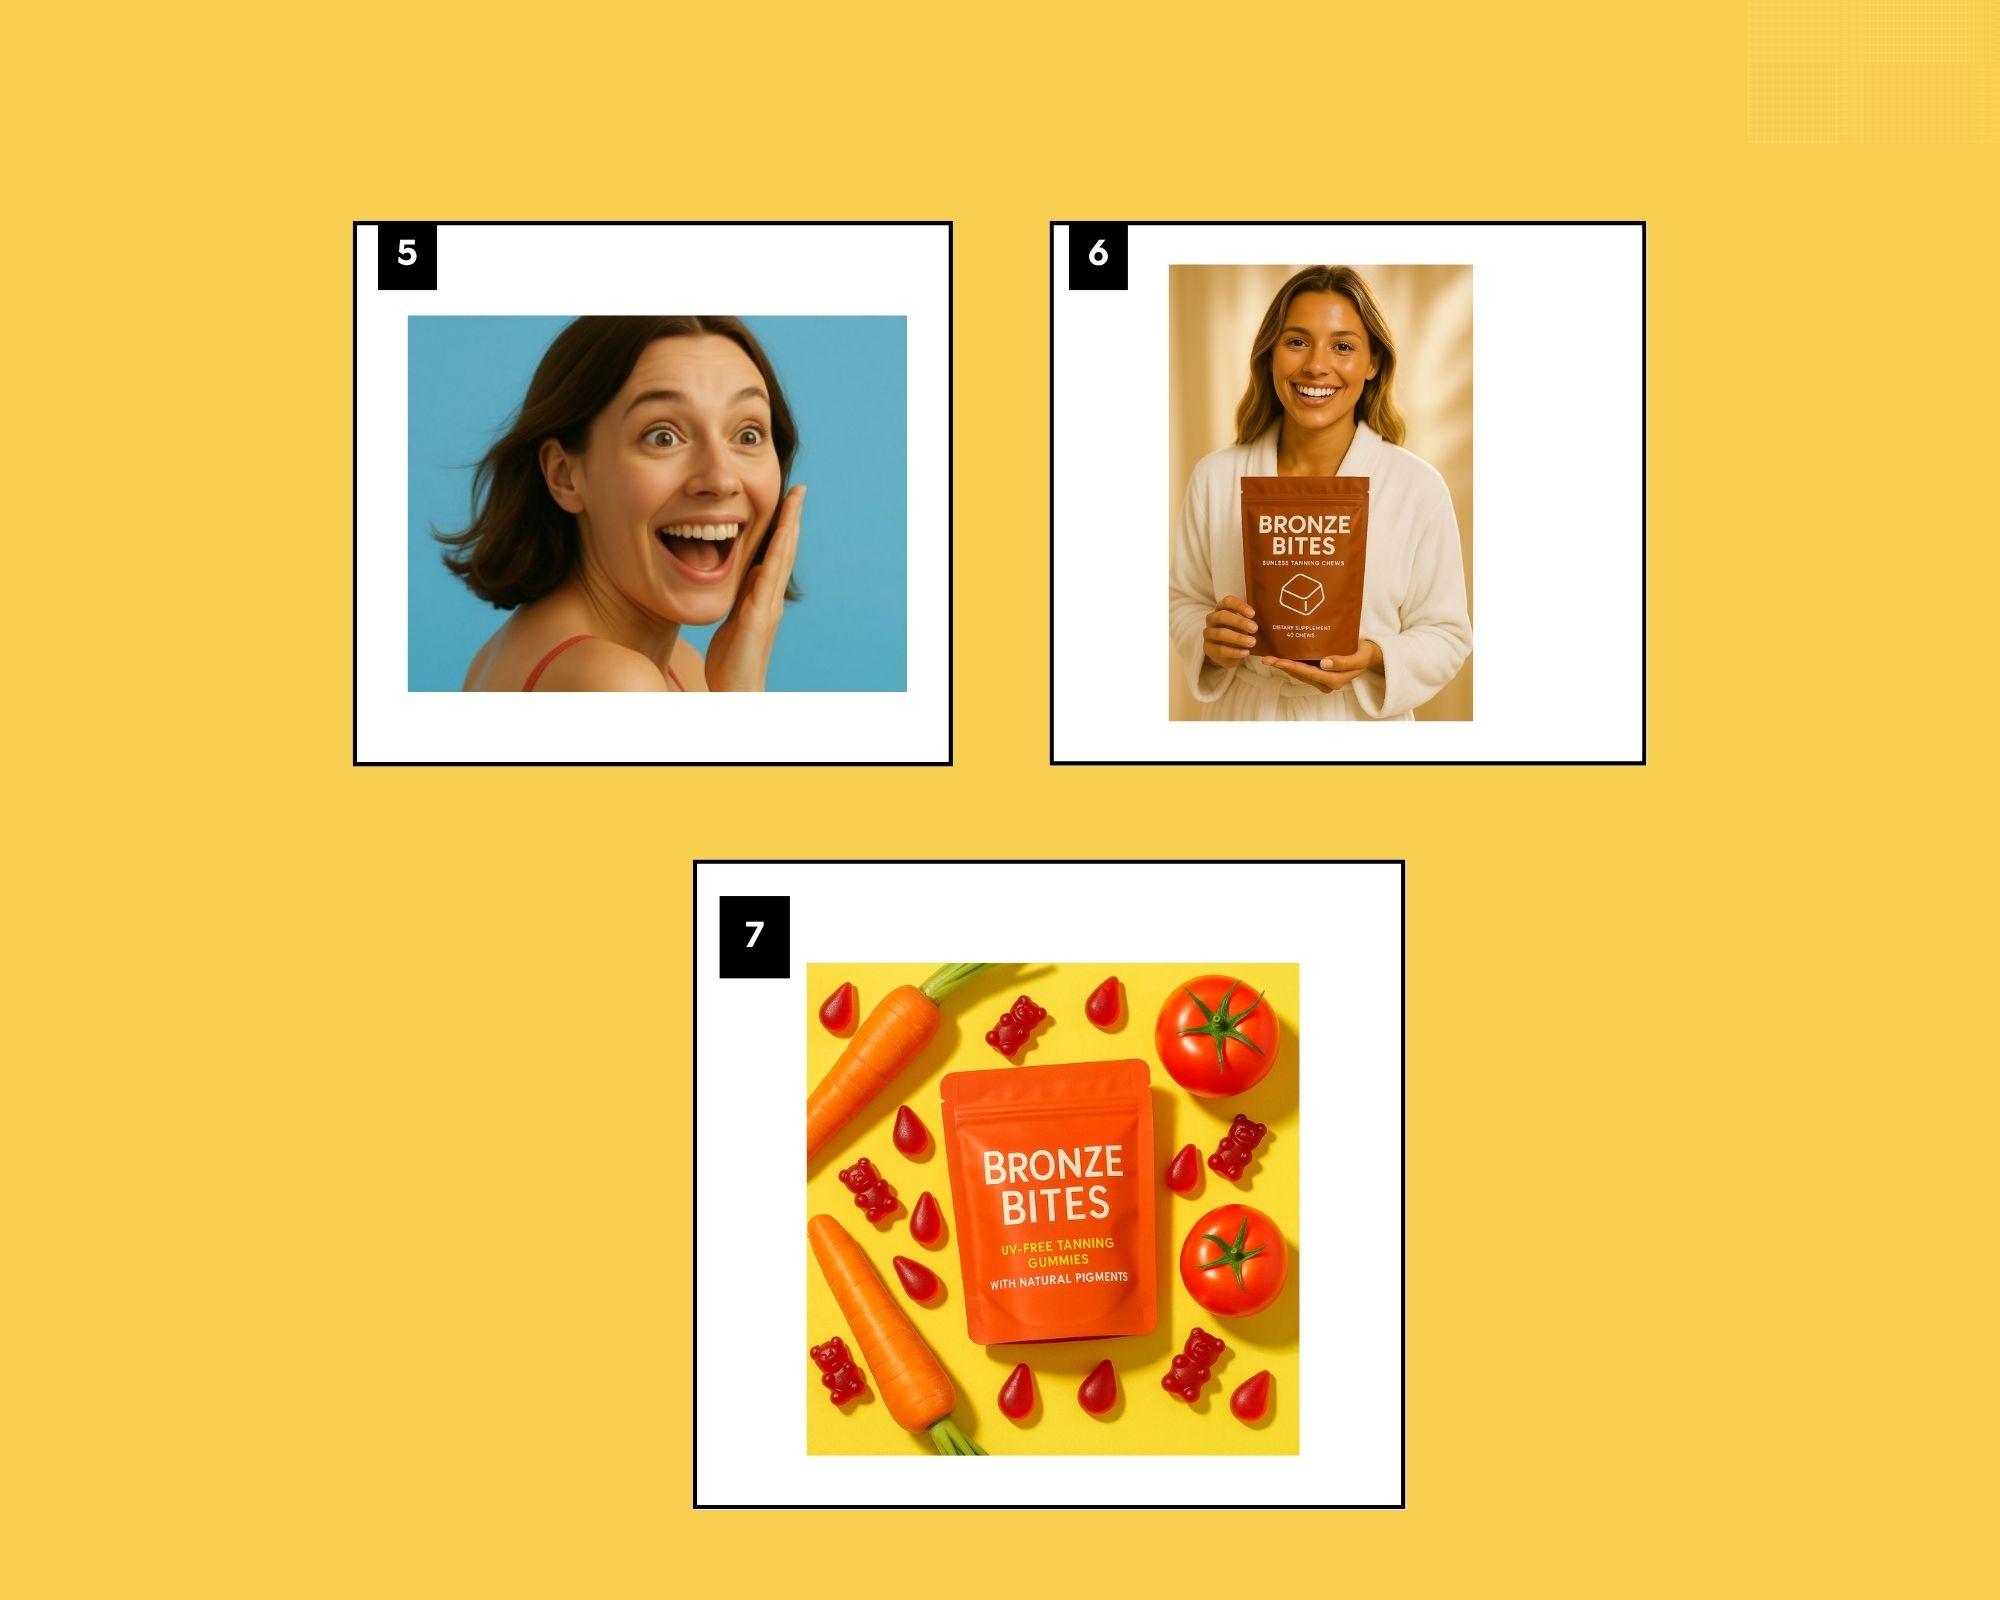 5
6
BRONZE
BITES
SUNLESS TANNING CHEWS
DIETARY SUPPLEMENT
40 CHEWS
7
BRONZE
BITES
UV-FREE TANNING
GUMMIES
WITH NATURAL PIGMENTS